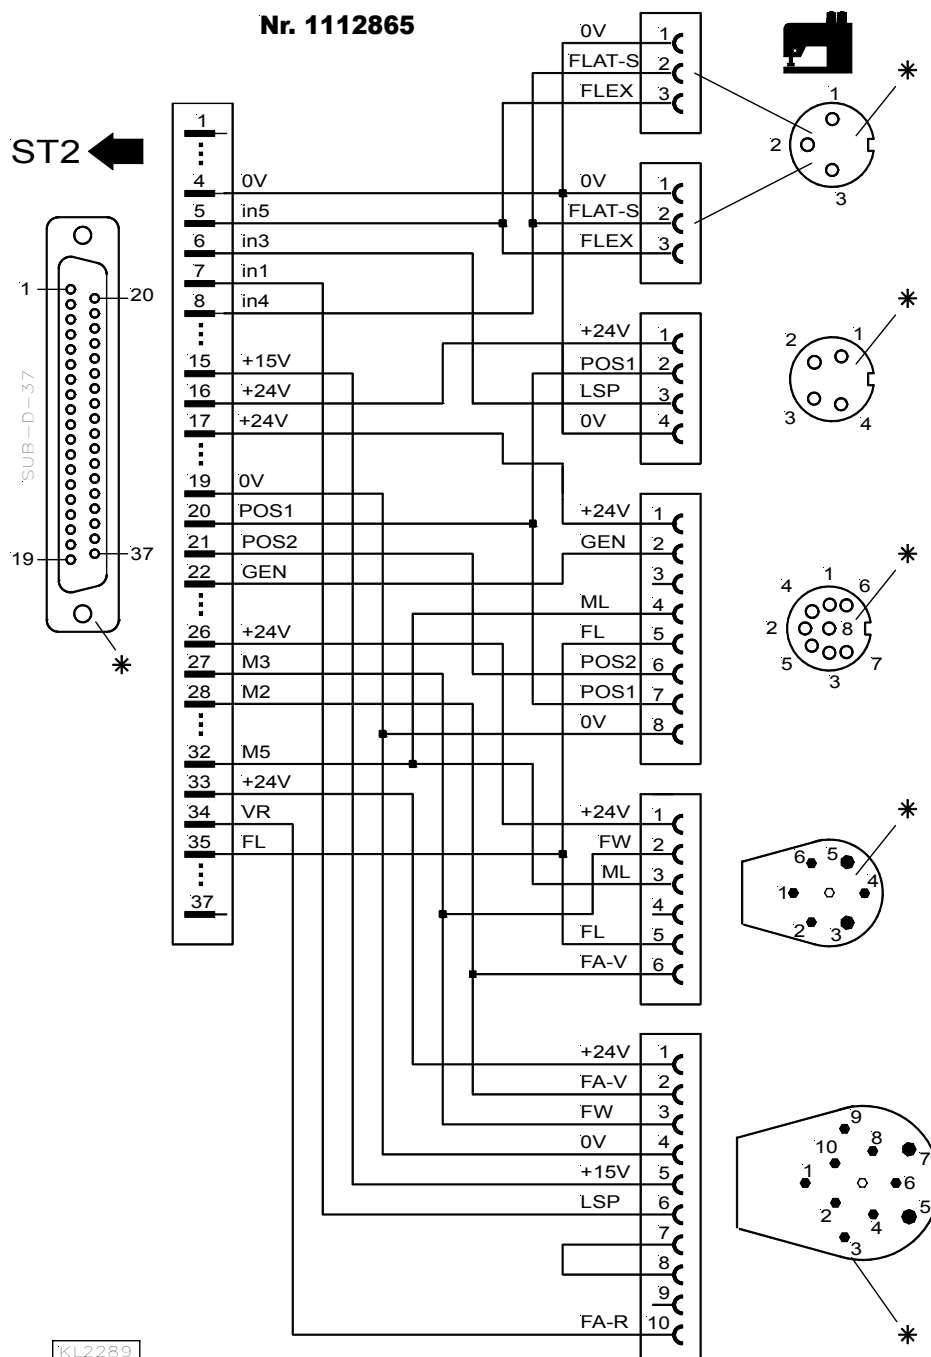 Nr. 1112865
ST2
SUB-D-37
1
20
19
37
1
4 0V
5 in5
6 in3
7 in1
8 in4
15 +15V
16 +24V
17 +24V
19 0V
20 POS1
21 POS2
22 GEN
26 +24V
27 M3
28 M2
32 M5
33 +24V
34 VR
35 FL
37
0V 1
FLAT-S 2
FLEX 3
0V 1
FLAT-S 2
FLEX 3
+24V 1
POS1 2
LSP 3
0V 4
+24V 1
GEN 2
3
ML 4
FL 5
POS2 6
POS1 7
0V 8
+24V 1
FW 2
ML 3
4
FL 5
FA-V 6
+24V 1
FA-V 2
FW 3
0V 4
+15V 5
LSP 6
7
8
9
FA-R 10
1
2
3
2 1
3 4
4 1 6
2 8
5 3 7
6 5
1 4
2 3
9
10 8 7
1 6
2 4 5
3
KL2289